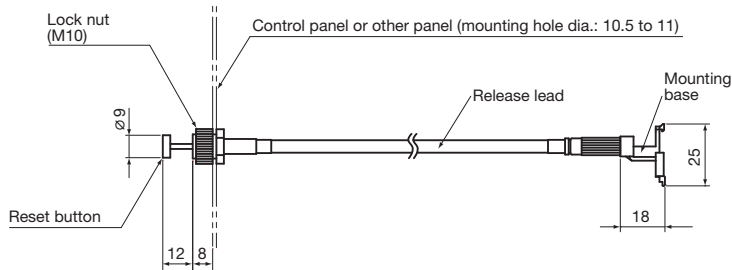 Lock nut
(M10)
Control panel or other panel (mounting hole dia.: 10.5 to 11)
Release lead
Mounting
base
ø9
25
Reset button
12
8
18